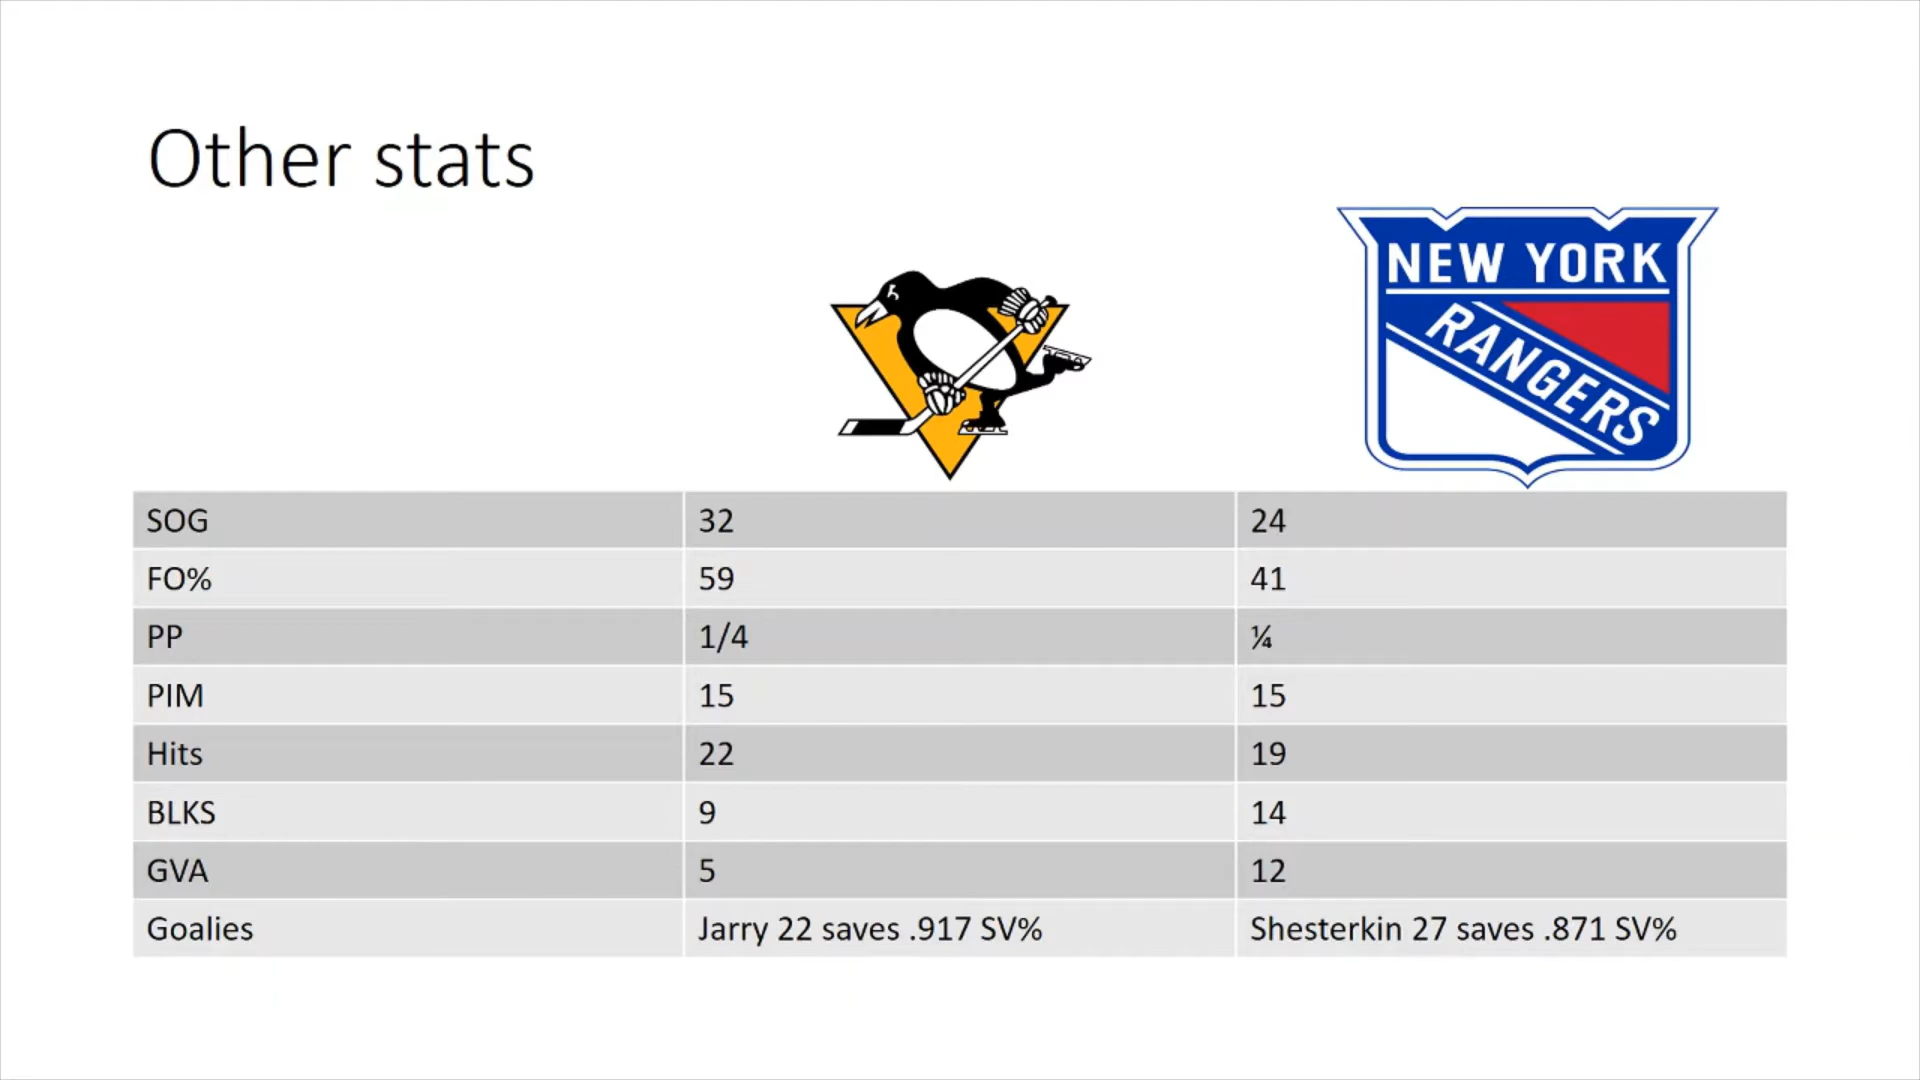 Other stats
NEW YORK
RANGERS
SOG 32 24
FO% 59 41
PP 1/4 ¼
PIM 15 15
Hits 22 19
BLKS 9 14
GVA 5 12
Goalies Jarry 22 saves .917 SV% Shesterkin 27 saves .871 SV%